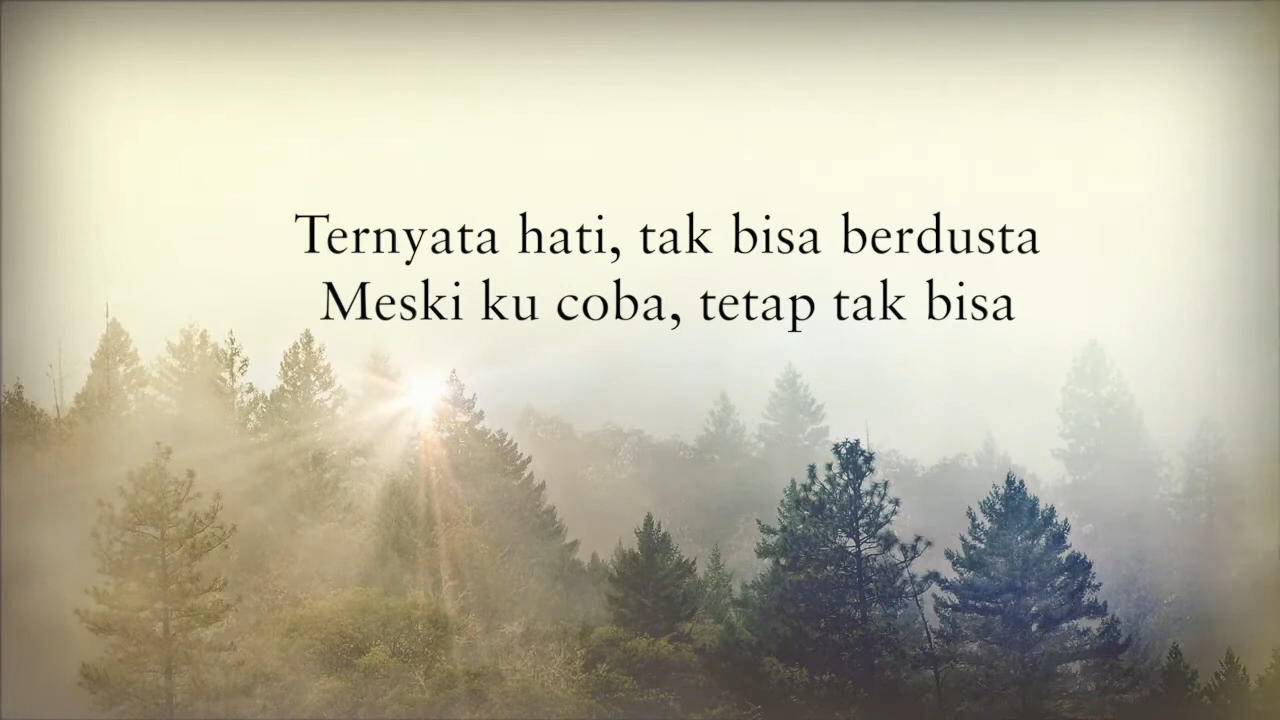 Ternyata hati, tak bisa berdusta
Meski ku coba, tetap tak bisa